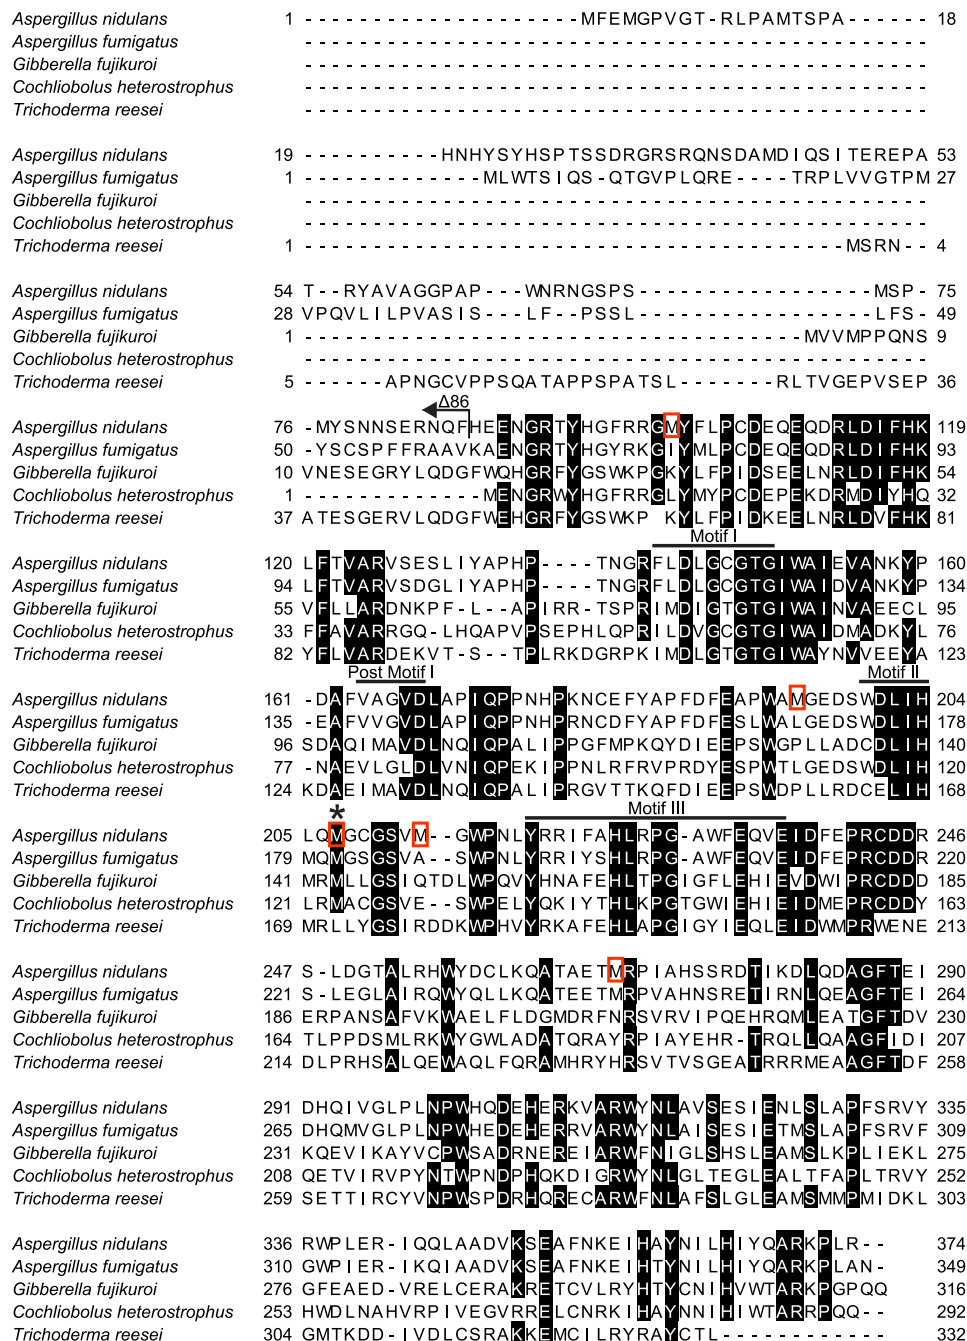 Aspergillus nidulans 1 --------------------MFEMGPVGT-RLPAMTSPA------ 18
Aspergillus fumigatus ---------------------------------------------
Gibberella fujikuroi ---------------------------------------------
Cochliobolus heterostrophus ---------------------------------------------
Trichoderma reesei ---------------------------------------------
Aspergillus nidulans 19 ----------HNHYSYHSPTSSDRGRSRQNSDAMDIQSITEREPA 53
Aspergillus fumigatus 1 -------------MLWTSIQS-QTGVPLQRE----TRPLVVGTPM 27
Gibberella fujikuroi ---------------------------------------------
Cochliobolus heterostrophus ---------------------------------------------
Trichoderma reesei 1 ---------------------------------------MSRN-- 4
Aspergillus nidulans 54 T--RYAVAGGPAP---WNRNGSPS-----------------MSP- 75
Aspergillus fumigatus 28 VPQVLILPVASIS---LF--PSSL-----------------LFS- 49
Gibberella fujikuroi 1 ------------------------------------MVVMPPQNS 9
Cochliobolus heterostrophus ---------------------------------------------
Trichoderma reesei 5 ------APNGCVPPSQATAPPSPATSL-------RLTVGEPVSEP 36
Δ86
Aspergillus nidulans 76 -MYSNNSERNQFHEENGRTYHGFRRGMYFLPCDEQEQDRLDIFHK 119
Aspergillus fumigatus 50 -YSCSPFFRAAVKAENGRTYHGYRKGIYMLPCDEQEQDRLDIFHK 93
Gibberella fujikuroi 10 VNESEGRYLQDGFWQHGRFYGSWKPGKYLFPIDSEELNRLDIFHK 54
Cochliobolus heterostrophus 1 -------------MENGRWYHGFRRGLYMYPCDEPEKDRMDIYHQ 32
Trichoderma reesei 37 ATESGERVLQDGFWEHGRFYGSWKP KYLFPIDKEELNRLDVFHK 81
Motif I
Aspergillus nidulans 120 LFTVARVSESLIYAPHP----TNGRFLDLGCGTGIWAIEVANKYP 160
Aspergillus fumigatus 94 LFTVARVSDGLIYAPHP----TNGRFLDLGCGTGIWAIDVANKYP 134
Gibberella fujikuroi 55 VFLLARDNKPF-L--APIRR-TSPRIMDIGTGTGIWAINVAEECL 95
Cochliobolus heterostrophus 33 FFAVARRGQ-LHQAPVPSEPHLQPRILDVGCGTGIWAIDMADKYL 76
Trichoderma reesei 82 YFLVARDEKVT-S--TPLRKDGRPKIMDLGTGTGIWAYNVVEEYA 123
Post Motif I Motif II
Aspergillus nidulans 161 DAFVAGVDLAPIQPPNHPKNCEFYAPFDFEAPWAMGEDSWDLIH 204
Aspergillus fumigatus 135 -EAFVVGVDLAPIQPPNHPRNCDFYAPFDFESLWALGEDSWDLIH 178
Gibberella fujikuroi 96 SDAQIMAVDLNQIQPALIPPGFMPKQYDIEEPSWGPLLADCDLIH 140
Cochliobolus heterostrophus 77 -NAEVLGLDLVNIQPEKIPPNLRFRVPRDYESPWTLGEDSWDLIH 120
Trichoderma reesei 124 KDAEIMAVDLNQIQPALIPRGVTTKQFDIEEPSWDPLLRDCELIH 168
* Motif III
Aspergillus nidulans 205 LQMGCGSVM--GWPNLYRRIFAHLRPG-AWFEQVEIDFEPRCDDR 246
Aspergillus fumigatus 179 MQMGSGSVA--SWPNLYRRIYSHLRPG-AWFEQVEIDFEPRCDDR 220
Gibberella fujikuroi 141 MRMLLGSIQTDLWPQVYHNAFEHLTPGIGFLEHIEVDWIPRCDDD 185
Cochliobolus heterostrophus 121 LRMACGSVE--SWPELYQKIYTHLKPGTGWIEHIEIDMEPRCDDY 163
Trichoderma reesei 169 MRLLYGSIRDDKWPHVYRKAFEHLAPGIGYIEQLEIDWMPRWENE 213
Aspergillus nidulans 247 S-LDGTALRHWYDCLKQATAETMRPIAHSSRDTIKDLQDAGFTEI 290
Aspergillus fumigatus 221 S-LEGLAIRQWYQLLKQATEETMRPVAHNSRETIRNLQEAGFTEI 264
Gibberella fujikuroi 186 ERPANSAFVKWAELFLDGMDRFNRSVRVIPQEHRQMLEATGFTDV 230
Cochliobolus heterostrophus 164 TLPPDSMLRKWYGWLADATQRAYRPIAYEHR-TRQLLQAAGFIDI 207
Trichoderma reesei 214 DLPRHSALQEWAQLFQRAMHRYHRSVTVSGEATRRRMEAAGFTDF 258
Aspergillus nidulans 291 DHQIVGLPLNPWHQDEHERKVARWYNLAVSESIENLSLAPFSRVY 335
Aspergillus fumigatus 265 DHQMVGLPLNPWHEDEHERRVARWYNLAISESIETMSLAPFSRVF 309
Gibberella fujikuroi 231 KQEVIKAYVCPWSADRNEREIARWFNIGLSHSLEAMSLKPLIEKL 275
Cochliobolus heterostrophus 208 QETVIRVPYNTWPNDPHQKDIGRWYNLGLTEGLEALTFAPLTRVY 252
Trichoderma reesei 259 SETTIRCYVNPWSPDRHQRECARWFNLAFSLGLEAMSMMPMIDKL 303
Aspergillus nidulans 336 RWPLER-IQQLAADVKSEAFNKEIHAYNILHIYQARKPLR-- 374
Aspergillus fumigatus 310 GWPIER-IKQIAADVKSEAFNKEIHTYNILHIYQARKPLAN- 349
Gibberella fujikuroi 276 GFEAED-VRELCERAKRETCVLRYHTYCNIHVWTARKPGPQQ 316
Cochliobolus heterostrophus 253 HWDLNAHVRPIVEGVRRELCNRKIHAYNNIHIWTARRPQQ-- 292
Trichoderma reesei 304 GMTKDD-IVDLCSRAKKEMCILRYRAYCTL------------ 332